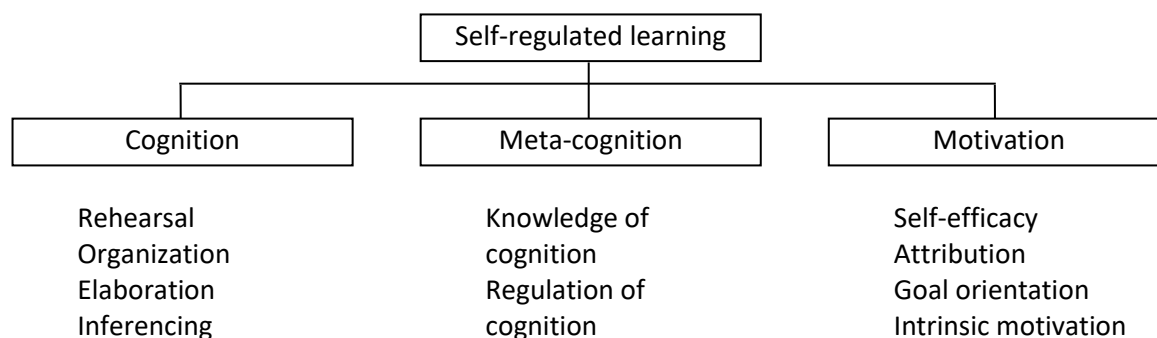 Self-regulated learning
Cognition
Meta-cognition
Motivation
Rehearsal
Organization
Elaboration
Inferencing
Knowledge of
cognition
Regulation of
cognition
Self-efficacy
Attribution
Goal orientation
Intrinsic motivation